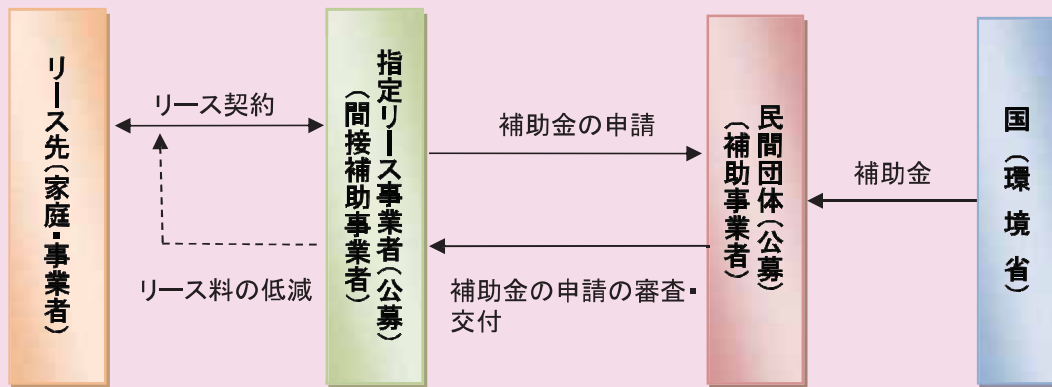 リース先(家庭・事業者)
リース契約
リース料の低減
指定リース事業者(公募)
(間接補助事業者)
補助金の申請
補助金の申請の審査・
交付
民間団体(公募)
(補助事業者)
補助金
国(環境省)